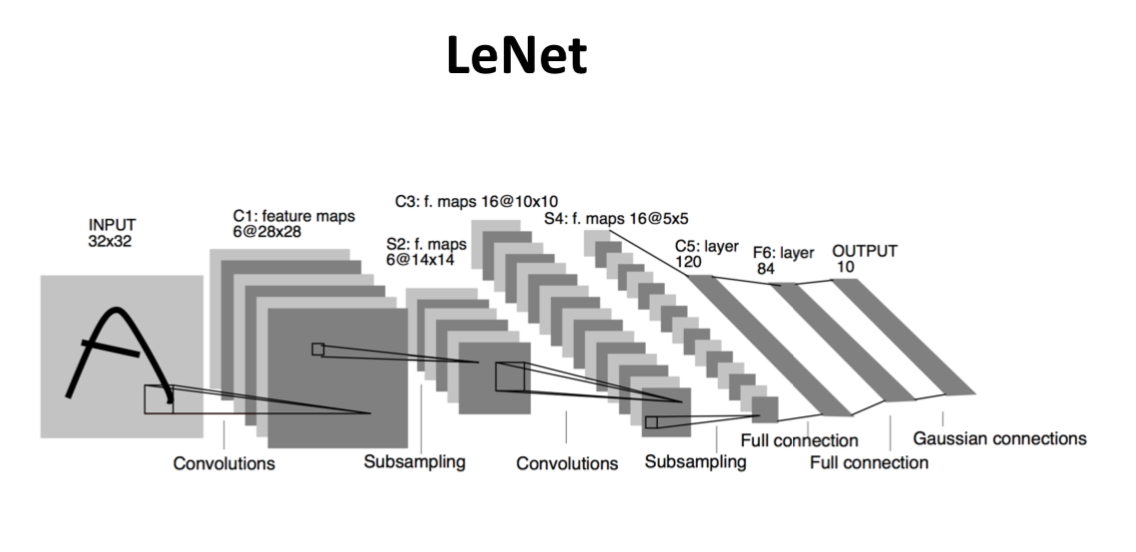 LeNet
INPUT
32x32
C1: feature maps
6@28x28
S2: f. maps
6@14x14
C3: f. maps 16@10x10
S4: f. maps 16@5x5
C5: layer
120
F6: layer
84
OUTPUT
10
Convolutions
Subsampling
Convolutions
Subsampling
Full connection
Full connection
Gaussian connections